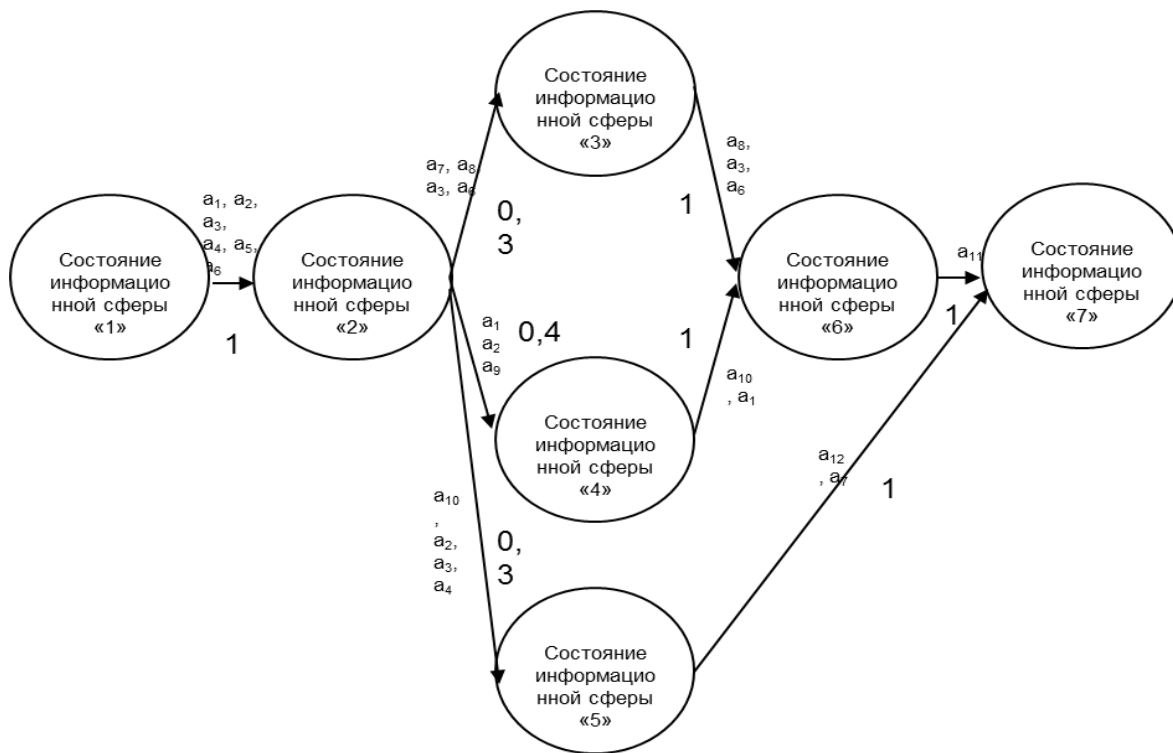 Состояние
информацио
нной сферы
«3»
a₇, a₈,
a₃, a₆
0,
3
a₈,
a₃,
a₆
1
a₁, a₂,
a₃,
a₄, a₅,
a₆
1
Состояние
информацио
нной сферы
«1»
Состояние
информацио
нной сферы
«2»
Состояние
информацио
нной сферы
«6»
a₁₁
1
Состояние
информацио
нной сферы
«7»
a₁
a₂
a₉
0,4
1
a₁₀
, a₁
Состояние
информацио
нной сферы
«4»
a₁₂
, a₇
1
a₁₀
,
a₂,
a₃,
a₄
0,
3
Состояние
информацио
нной сферы
«5»